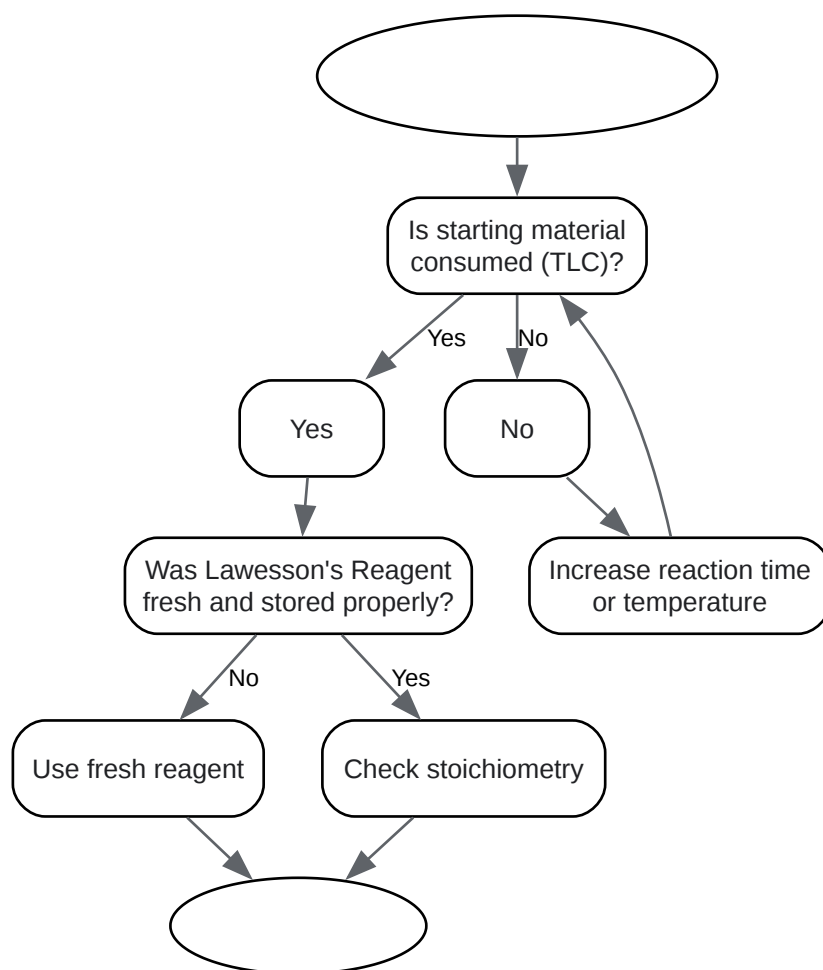 Is starting material
consumed (TLC)?
Yes
No
Yes
No
Was Lawesson's Reagent
fresh and stored properly?
Increase reaction time
or temperature
No
Yes
Use fresh reagent
Check stoichiometry